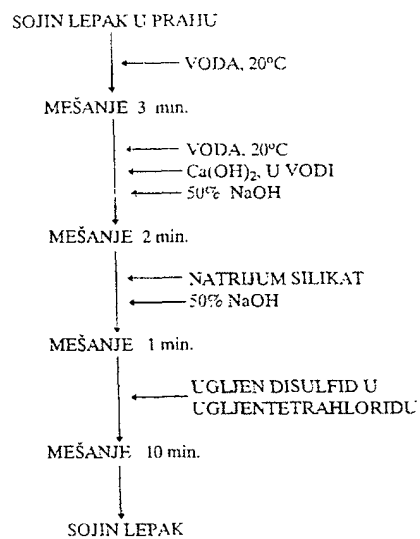 SOJIN LEPAK U PRAHU
VODA, 20°C
MEŠANJE 3 min.
VODA, 20°C
Ca(OH)₂, U VODI
50% NaOH
MEŠANJE 2 min.
NATRIJUM SILIKAT
50% NaOH
MEŠANJE 1 min.
UGLJEN DISULFID U
UGLJENTETRAHLORIDU
MEŠANJE 10 min.
SOJIN LEPAK